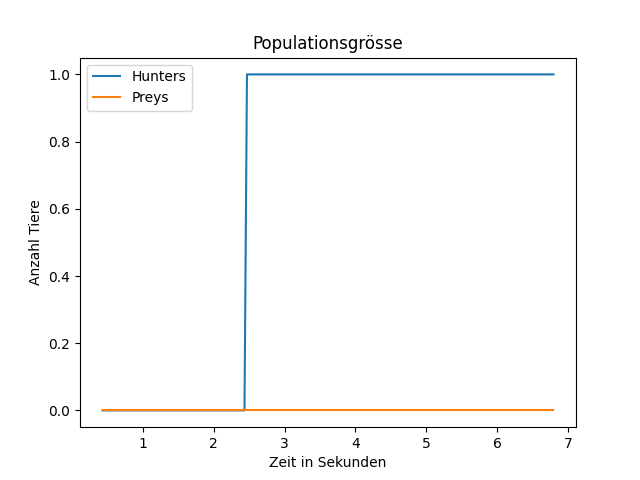 Populationsgrösse
Hunters
Preys
1.0
0.8
0.6
0.4
0.2
0.0
Anzahl Tiere
1 2 3 4 5 6 7
Zeit in Sekunden